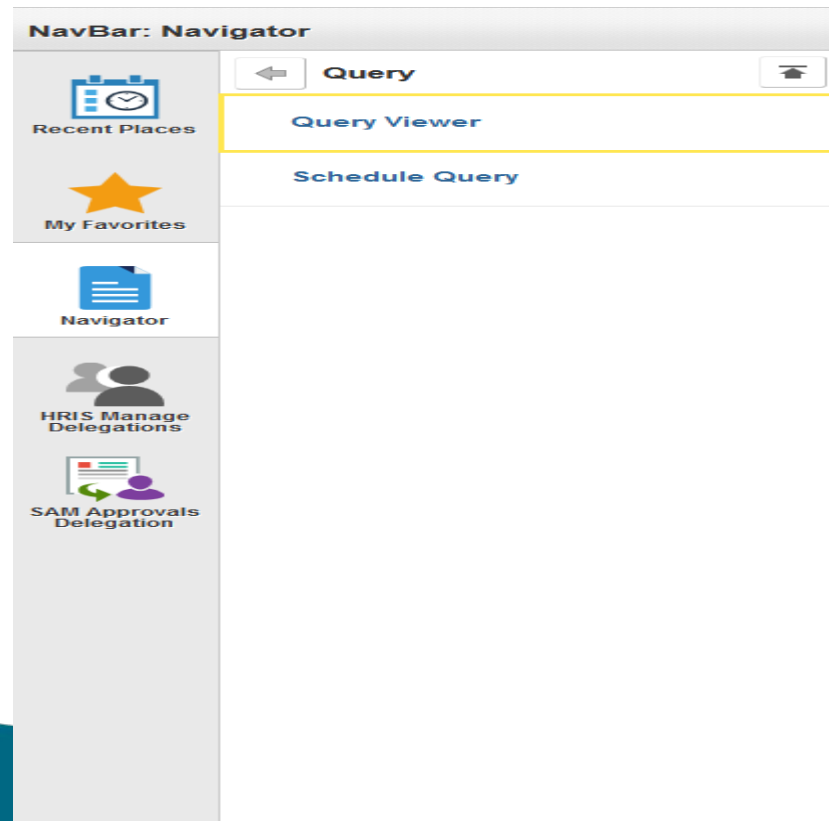 NavBar: Navigator
Recent Places
My Favorites
Navigator
HRIS Manage
Delegations
SAM Approvals
Delegation
Query
Query Viewer
Schedule Query